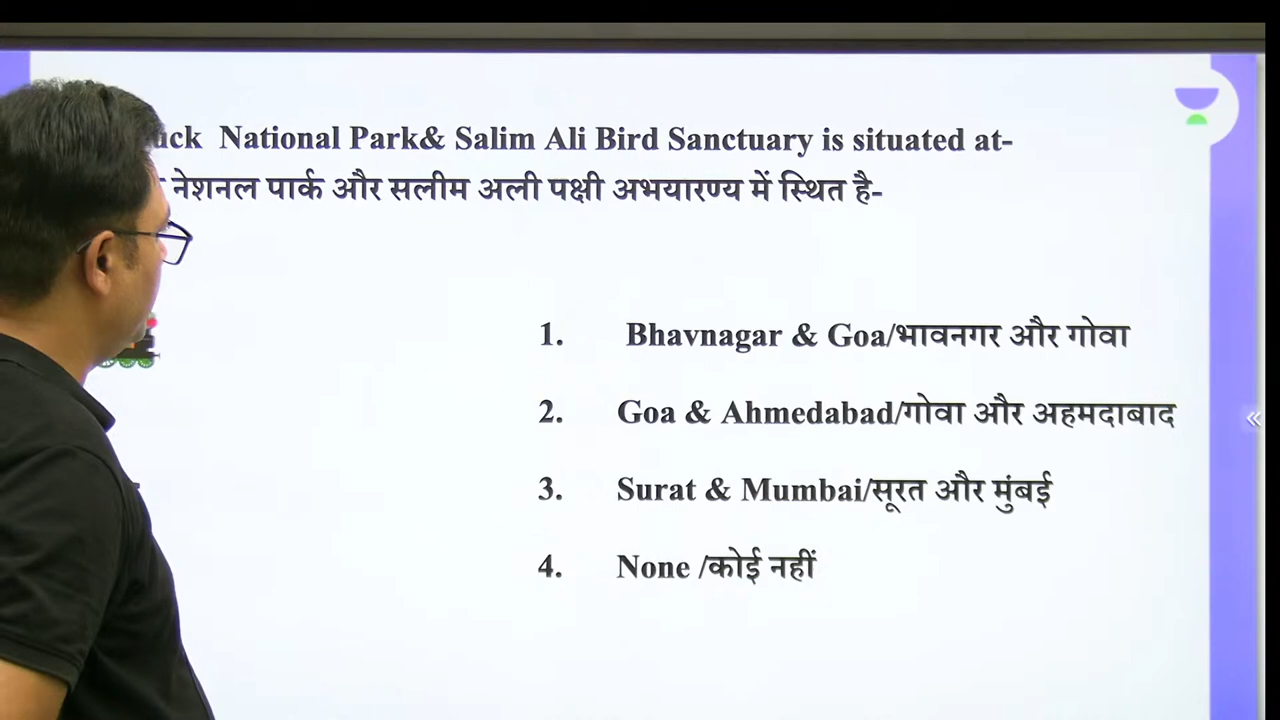 National Park& Salim Ali Bird Sanctuary is situated at-
नेशनल पार्क और सलीम अली पक्षी अभयारण्य में स्थित है-
1. Bhavnagar & Goa/भावनगर और गोवा
2. Goa & Ahmedabad/गोवा और अहमदाबाद
3. Surat & Mumbai/सूरत और मुंबई
4. None /कोई नहीं